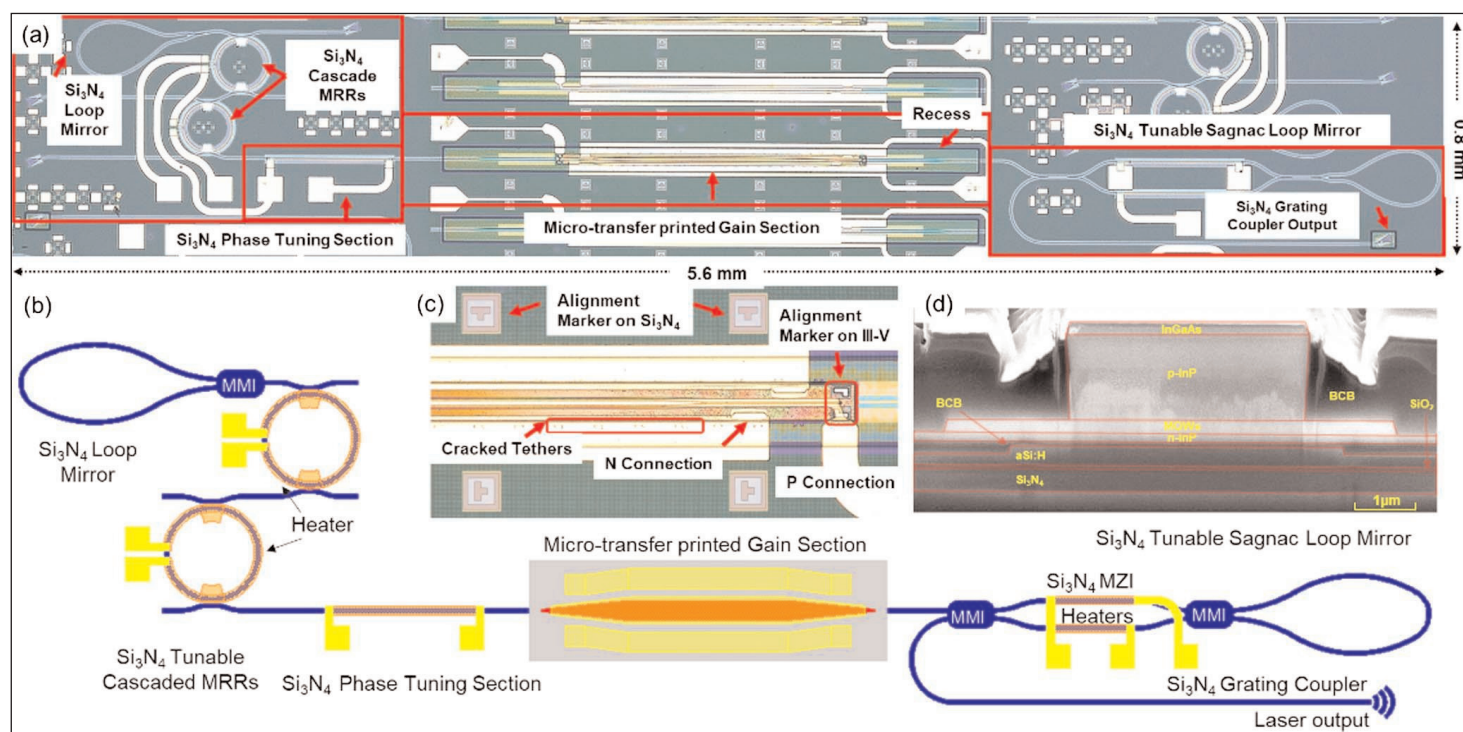 (a)
Si₃N₄
Loop
Mirror
Si₃N₄
Cascade
MRRs
Recess
Si₃N₄ Tunable Sagnac Loop Mirror
0.8 mm
Si₃N₄ Phase Tuning Section
Micro-transfer printed Gain Section
Si₃N₄ Grating
Coupler Output
5.6 mm
(b)
MMI
Si₃N₄ Loop
Mirror
Heater
Si₃N₄ Tunable
Cascaded MRRs
Si₃N₄ Phase Tuning Section
(c)
Alignment
Marker on Si₃N₄
Alignment
Marker on III-V
Cracked Tethers
N Connection
P Connection
(d)
InGaAs
p-InP
BCB
BCB
SiO₂
MQWs
n-InP
aSi:H
Si₃N₄
1µm
Micro-transfer printed Gain Section
Si₃N₄ Tunable Sagnac Loop Mirror
Si₃N₄ MZI
MMI
Heaters
MMI
Si₃N₄ Grating Coupler
Laser output